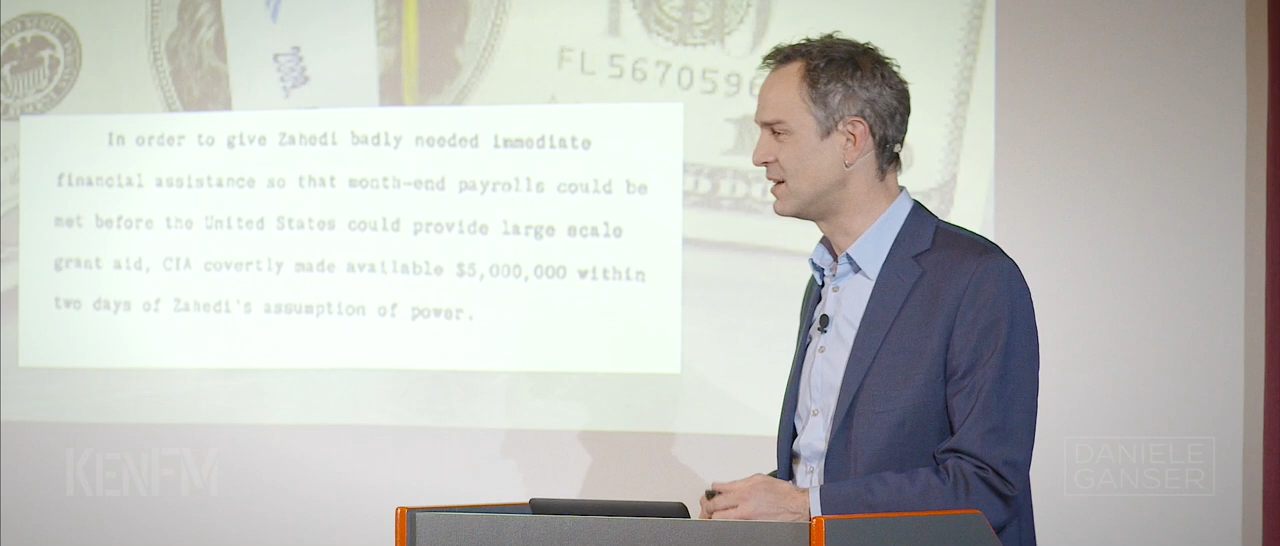 FL 5670596
In order to give Zahedi badly needed immediate
financial assistance so that month-end payrolls could be
met before the United States could provide large scale
grant aid, CIA covertly made available $5,000,000 within
two days of Zahedi's assumption of power.
KENFM
DANIELE
GANSER